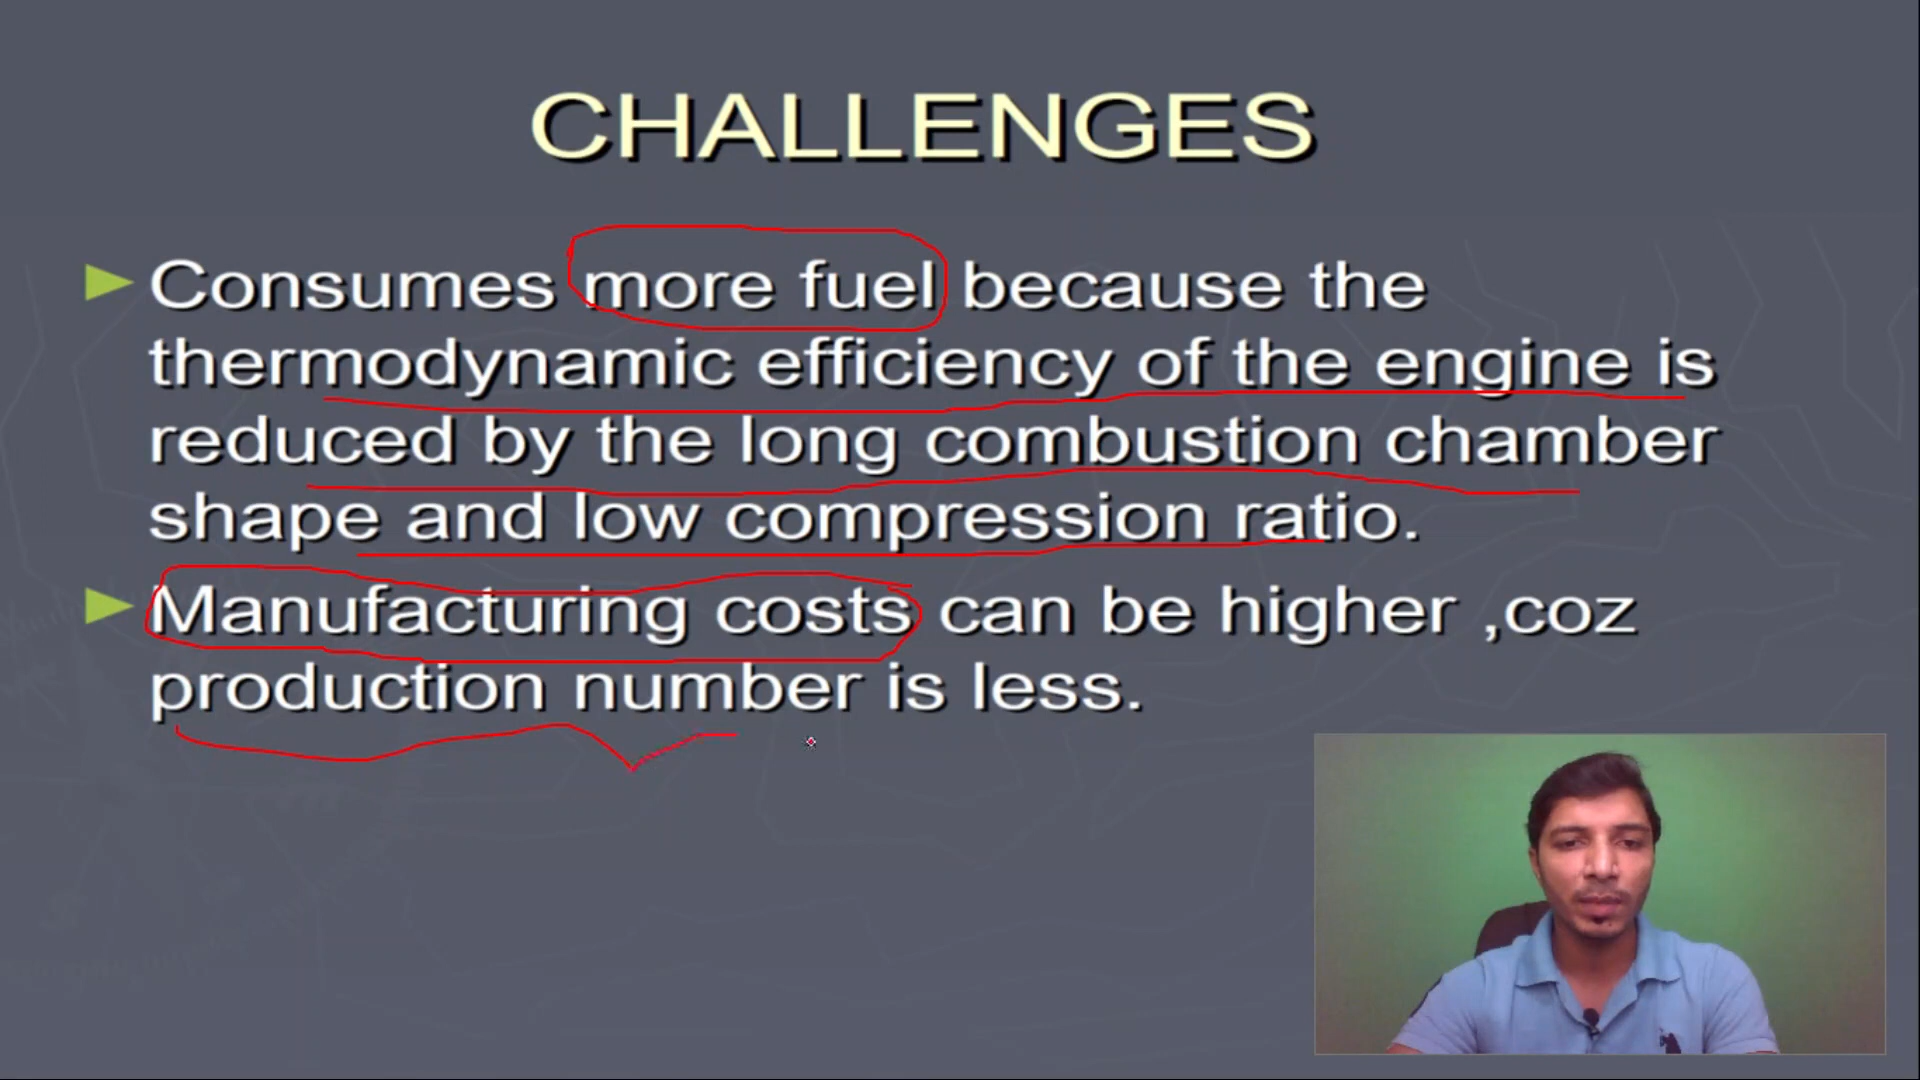 CHALLENGES
Consumes more fuel because the
thermodynamic efficiency of the engine is
reduced by the long combustion chamber
shape and low compression ratio.
Manufacturing costs can be higher ,coz
production number is less.